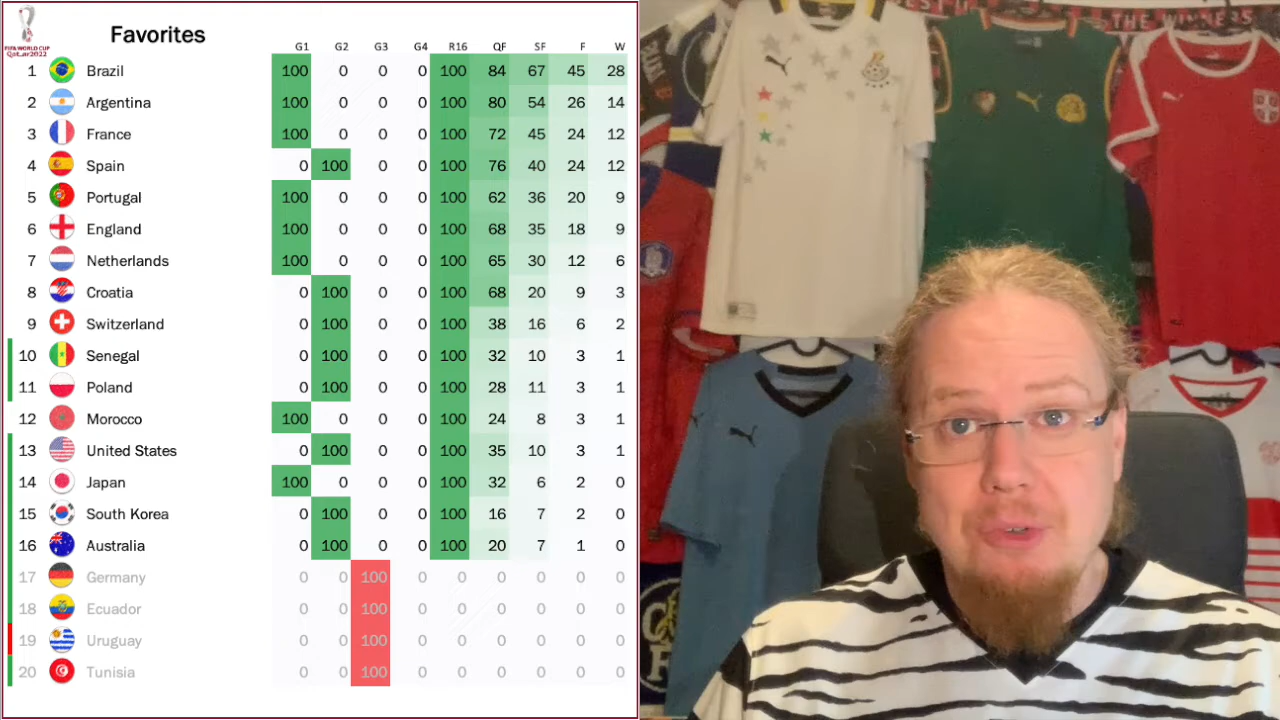 FIFA WORLD CUP
Qatar2022
Favorites
G1 G2 G3 G4 R16 QF SF F W
1 Brazil 100 0 0 0 100 84 67 45 28
2 Argentina 100 0 0 0 100 80 54 26 14
3 France 100 0 0 0 100 72 45 24 12
4 Spain 0 100 0 0 100 76 40 24 12
5 Portugal 100 0 0 0 100 62 36 20 9
6 England 100 0 0 0 100 68 35 18 9
7 Netherlands 100 0 0 0 100 65 30 12 6
8 Croatia 0 100 0 0 100 68 20 9 3
9 Switzerland 0 100 0 0 100 38 16 6 2
10 Senegal 0 100 0 0 100 32 10 3 1
11 Poland 0 100 0 0 100 28 11 3 1
12 Morocco 100 0 0 0 100 24 8 3 1
13 United States 0 100 0 0 100 35 10 3 1
14 Japan 100 0 0 0 100 32 6 2 0
15 South Korea 0 100 0 0 100 16 7 2 0
16 Australia 0 100 0 0 100 20 7 1 0
17 Germany 0 0 100 0 0 0 0 0 0
18 Ecuador 0 0 100 0 0 0 0 0 0
19 Uruguay 0 0 100 0 0 0 0 0 0
20 Tunisia 0 0 100 0 0 0 0 0 0
THE WINNERS